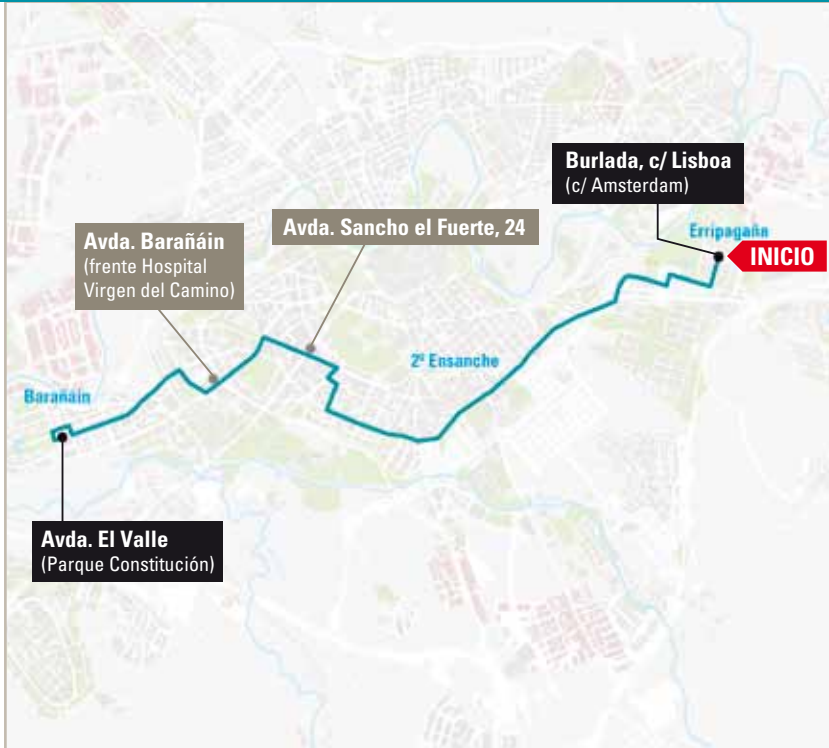 Burlada, c/ Lisboa
(c/ Amsterdam)
Erripagaña
INICIO
Avda. Sancho el Fuerte, 24
Avda. Barañáin
(frente Hospital
Virgen del Camino)
2º Ensanche
Barañáin
Avda. El Valle
(Parque Constitución)